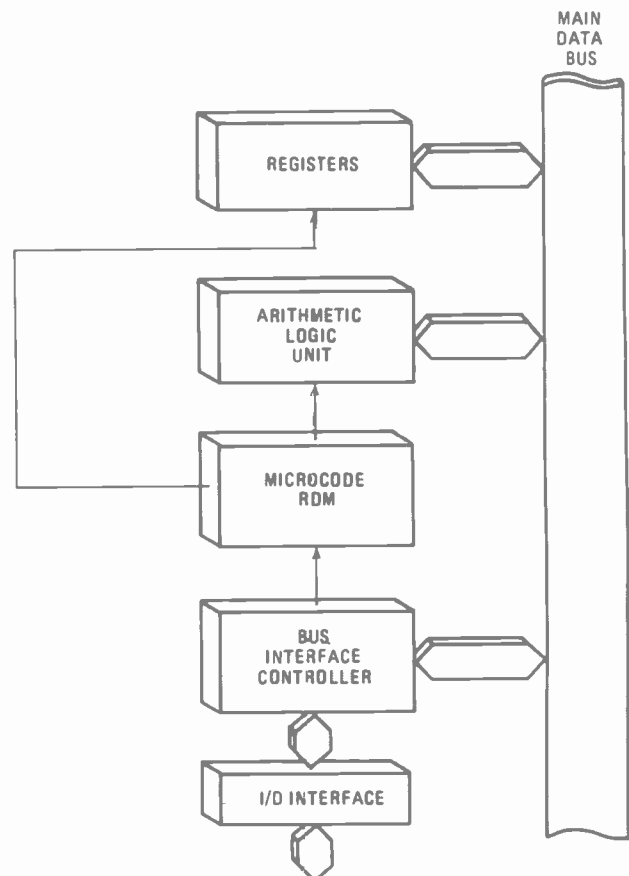 MAIN
DATA
BUS
REGISTERS
ARITHMETIC
LOGIC
UNIT
MICROCODE
RDM
BUS
INTERFACE
CONTROLLER
I/D INTERFACE